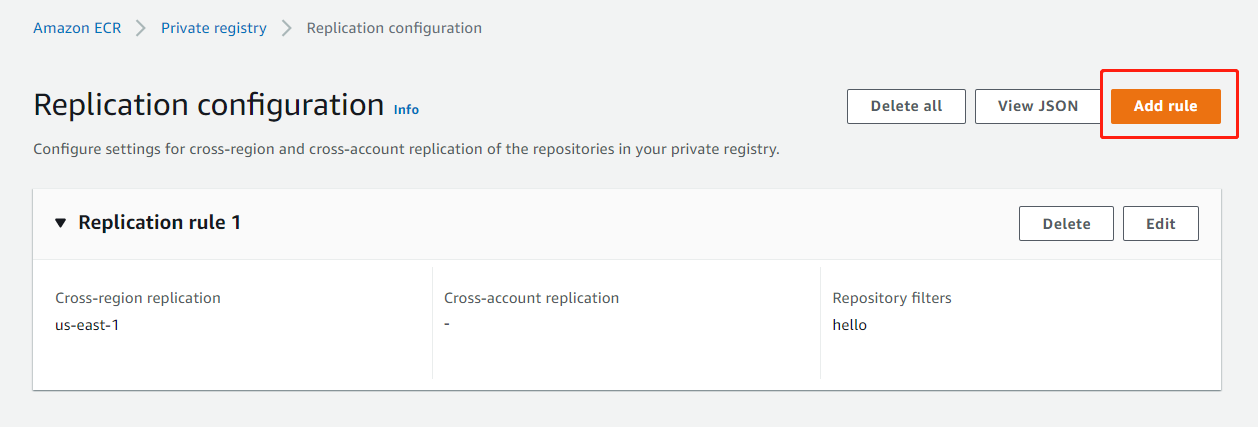 Amazon ECR > Private registry > Replication configuration
Replication configuration Info
Delete all View JSON Add rule
Configure settings for cross-region and cross-account replication of the repositories in your private registry.
Replication rule 1
Delete Edit
Cross-region replication
us-east-1
Cross-account replication
-
Repository filters
hello